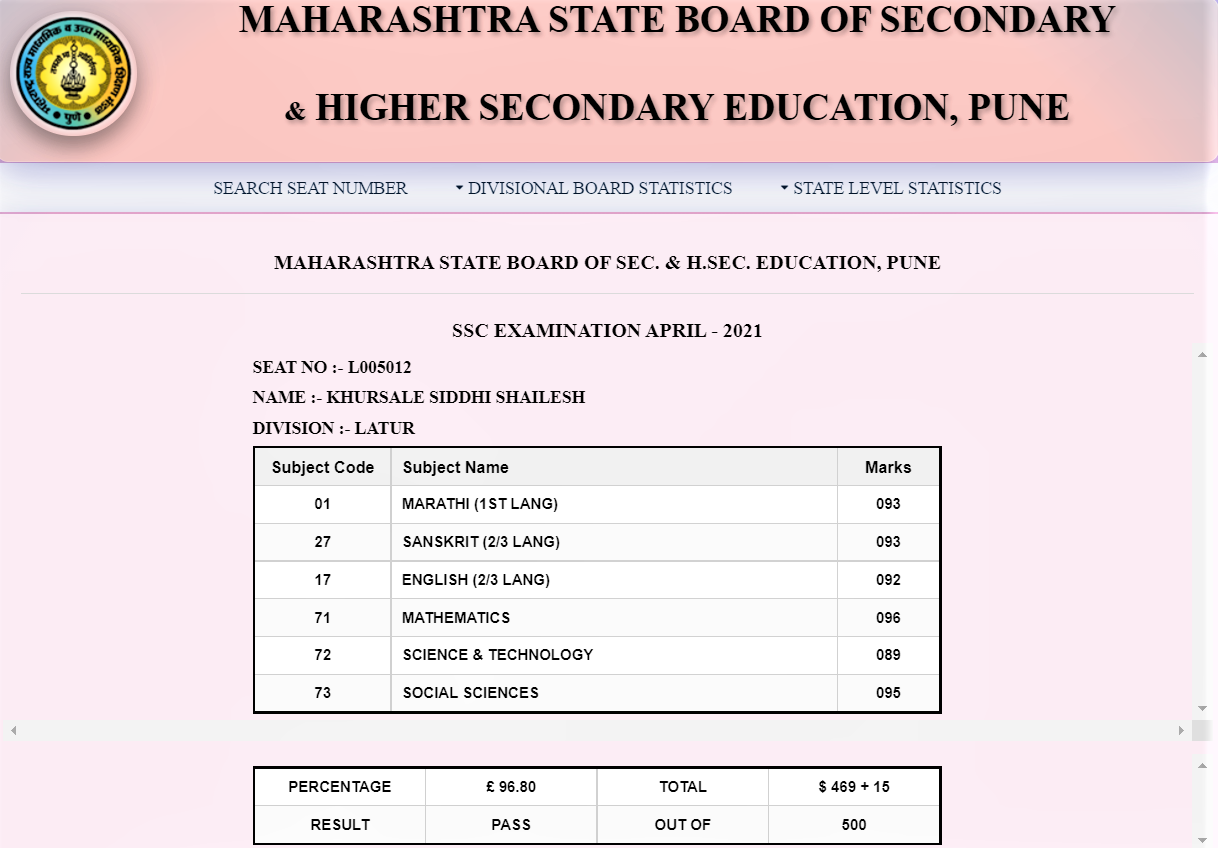 MAHARASHTRA STATE BOARD OF SECONDARY
& HIGHER SECONDARY EDUCATION, PUNE
SEARCH SEAT NUMBER DIVISIONAL BOARD STATISTICS STATE LEVEL STATISTICS
MAHARASHTRA STATE BOARD OF SEC. & H.SEC. EDUCATION, PUNE
SSC EXAMINATION APRIL - 2021
SEAT NO :- L005012
NAME :- KHURSALE SIDDHI SHAILESH
DIVISION :- LATUR
Subject Code Subject Name Marks
01 MARATHI (1ST LANG) 093
27 SANSKRIT (2/3 LANG) 093
17 ENGLISH (2/3 LANG) 092
71 MATHEMATICS 096
72 SCIENCE & TECHNOLOGY 089
73 SOCIAL SCIENCES 095
PERCENTAGE £ 96.80 TOTAL $ 469 + 15
RESULT PASS OUT OF 500